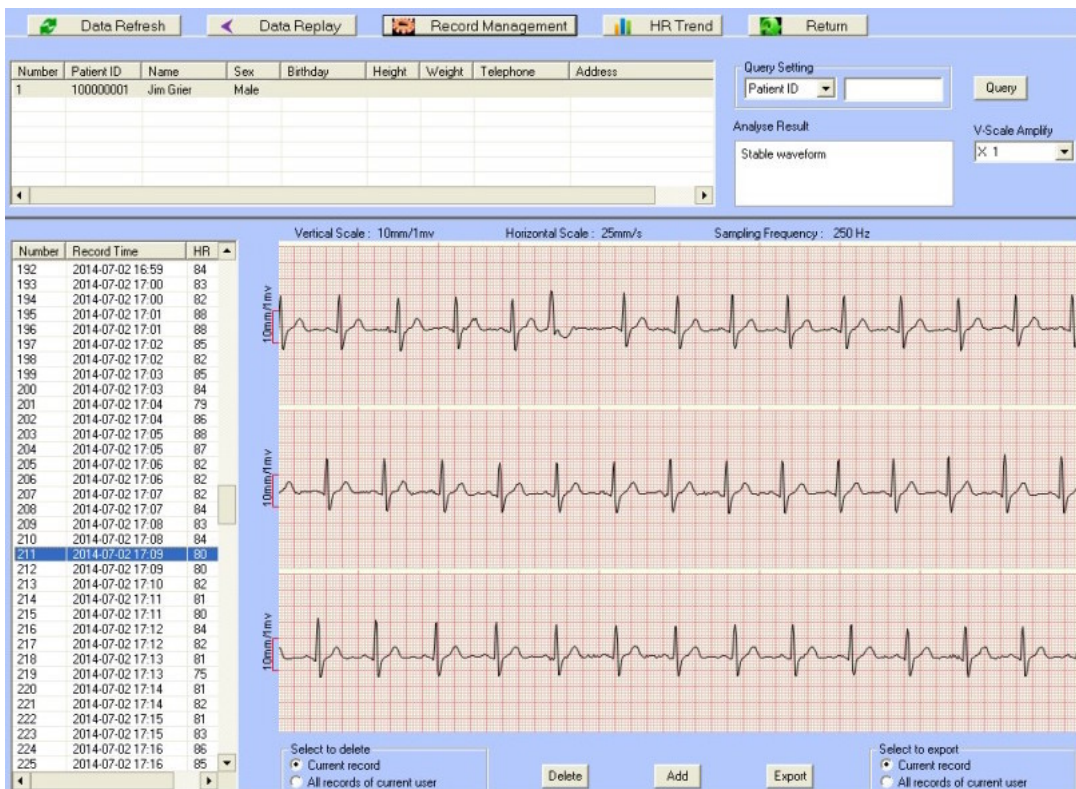 Data Refresh Data Replay Record Management HR Trend Return
Number Patient ID Name Sex Birthday Height Weight Telephone Address
1 100000001 Jim Grier Male
Query Setting
Patient ID Query
Analyse Result
Stable waveform
V-Scale Amplify
X 1
Vertical Scale : 10mm/1mv Horizontal Scale : 25mm/s Sampling Frequency : 250 Hz
Number Record Time HR
192 2014-07-02 16:59 84
193 2014-07-02 17:00 83
194 2014-07-02 17:00 82
195 2014-07-02 17:01 88
196 2014-07-02 17:01 88
197 2014-07-02 17:02 85
198 2014-07-02 17:02 82
199 2014-07-02 17:03 85
200 2014-07-02 17:03 84
201 2014-07-02 17:04 79
202 2014-07-02 17:04 86
203 2014-07-02 17:05 88
204 2014-07-02 17:05 87
205 2014-07-02 17:06 82
206 2014-07-02 17:06 82
207 2014-07-02 17:07 82
208 2014-07-02 17:07 84
209 2014-07-02 17:08 83
210 2014-07-02 17:08 84
211 2014-07-02 17:09 80
212 2014-07-02 17:09 80
213 2014-07-02 17:10 82
214 2014-07-02 17:11 81
215 2014-07-02 17:11 80
216 2014-07-02 17:12 84
217 2014-07-02 17:12 82
218 2014-07-02 17:13 81
219 2014-07-02 17:13 75
220 2014-07-02 17:14 81
221 2014-07-02 17:14 82
222 2014-07-02 17:15 81
223 2014-07-02 17:15 83
224 2014-07-02 17:16 86
225 2014-07-02 17:16 85
10mm/1mv
10mm/1mv
10mm/1mv
Select to delete
Current record
All records of current user
Delete Add Export
Select to export
Current record
All records of current user